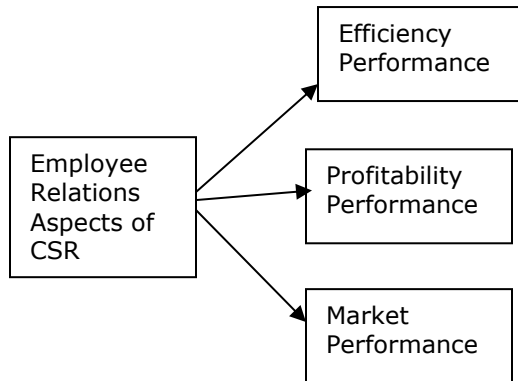 Efficiency
Performance
Employee
Relations
Aspects of
CSR
Profitability
Performance
Market
Performance